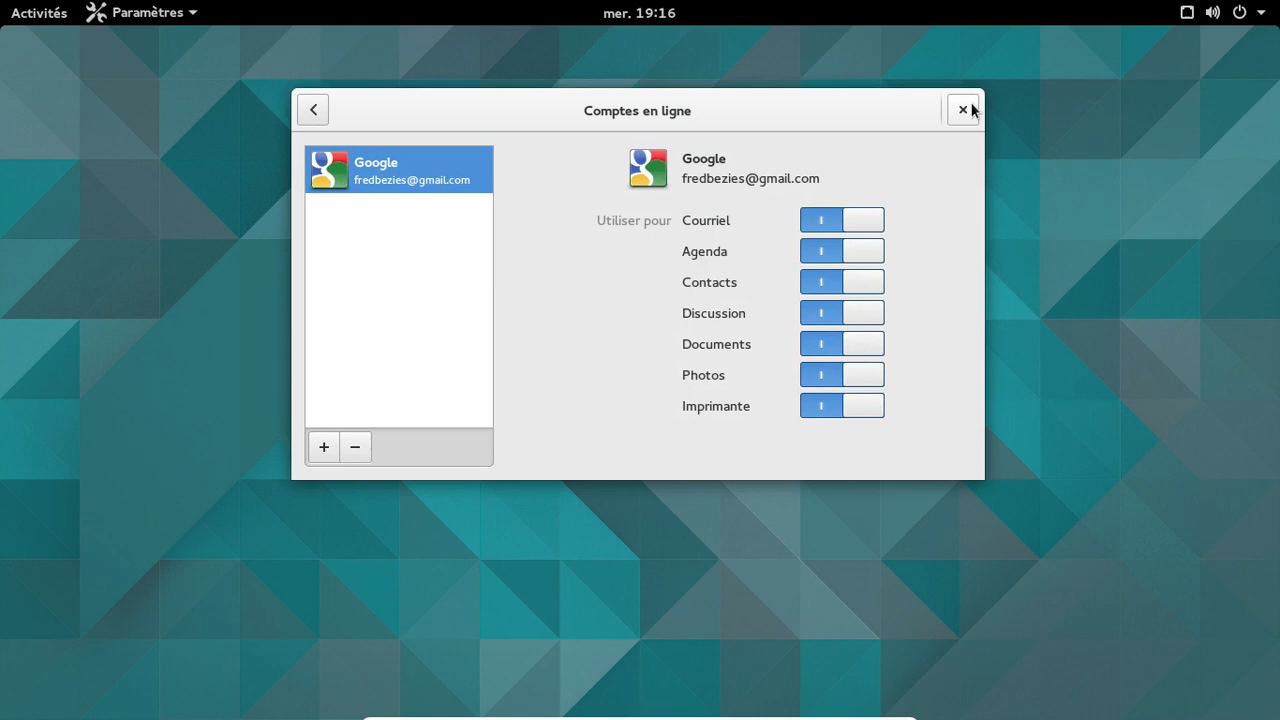 Activités Paramètres mer. 19:16
Comptes en ligne
Google
fredbezies@gmail.com
Google
fredbezies@gmail.com
Utiliser pour Courriel
Agenda
Contacts
Discussion
Documents
Photos
Imprimante